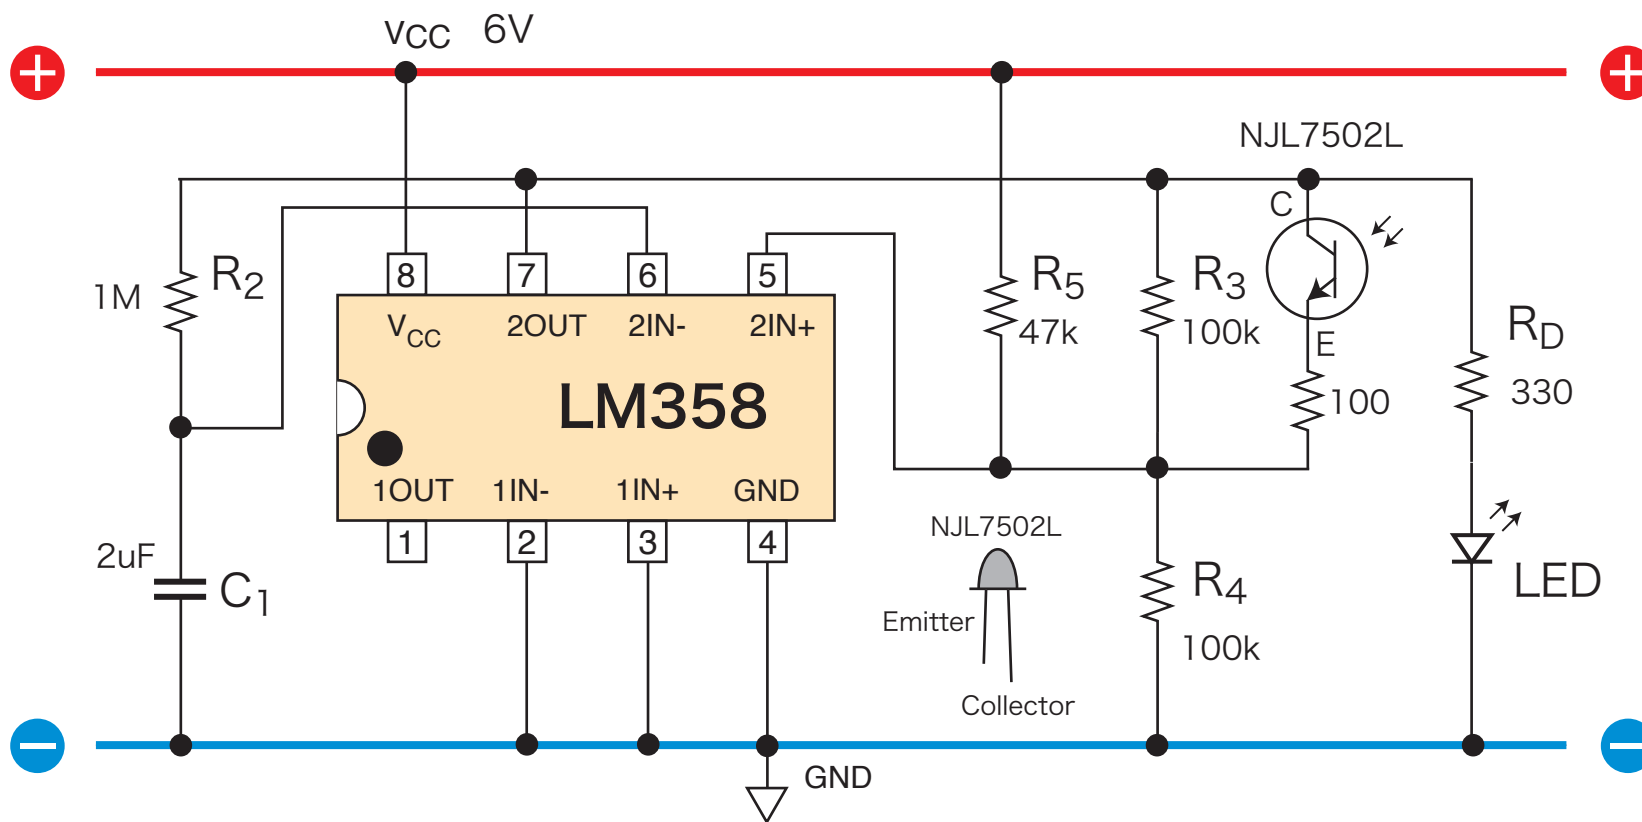 VCC 6V
NJL7502L
C
1M
R2
8
7
6
5
R5
R3
VCC
2OUT
2IN-
2IN+
47k
100k
E
RD
LM358
100
330
1OUT
1IN-
1IN+
GND
NJL7502L
1
2
3
4
2uF
C1
R4
LED
Emitter
100k
Collector
GND